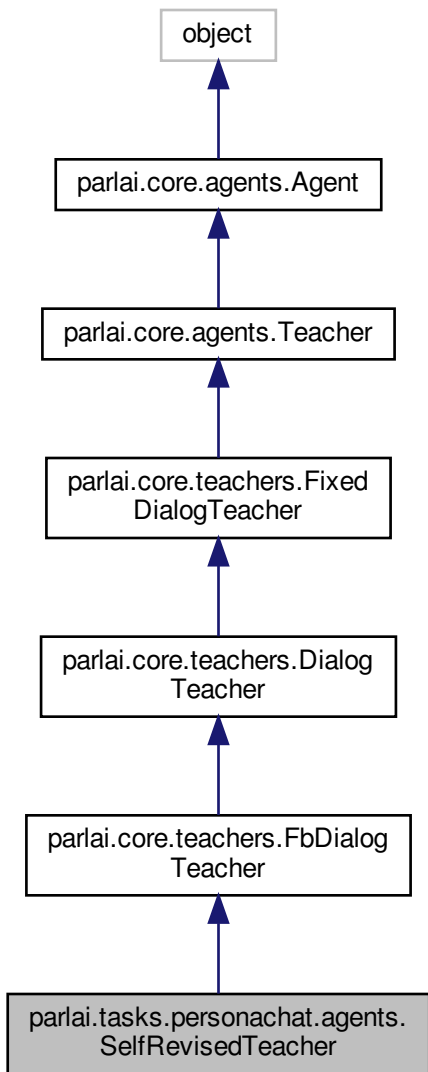 object
parlai.core.agents.Agent
parlai.core.agents.Teacher
parlai.core.teachers.Fixed
DialogTeacher
parlai.core.teachers.Dialog
Teacher
parlai.core.teachers.FbDialog
Teacher
parlai.tasks.personachat.agents.
SelfRevisedTeacher